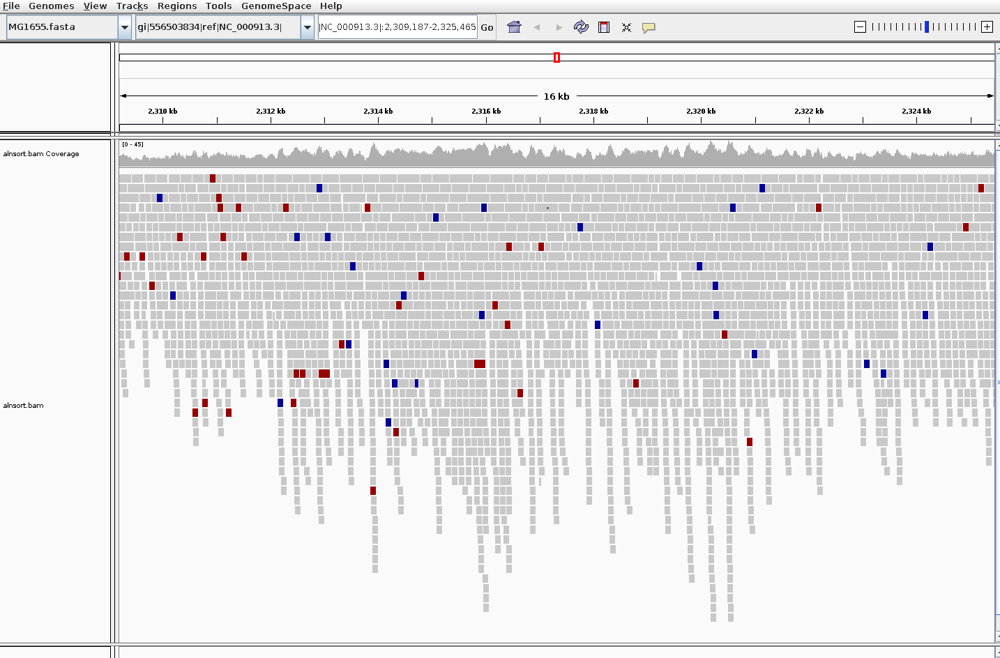 File Genomes View Tracks Regions Tools GenomeSpace Help
MG1655.fasta gi|556503834|ref|NC_000913.3| |NC_000913.3|:2,309,187-2,325,465 Go
16 kb
2,310 kb 2,312 kb 2,314 kb 2,316 kb 2,318 kb 2,320 kb 2,322 kb 2,324 kb
[0 - 45]
alnsort.bam Coverage
alnsort.bam